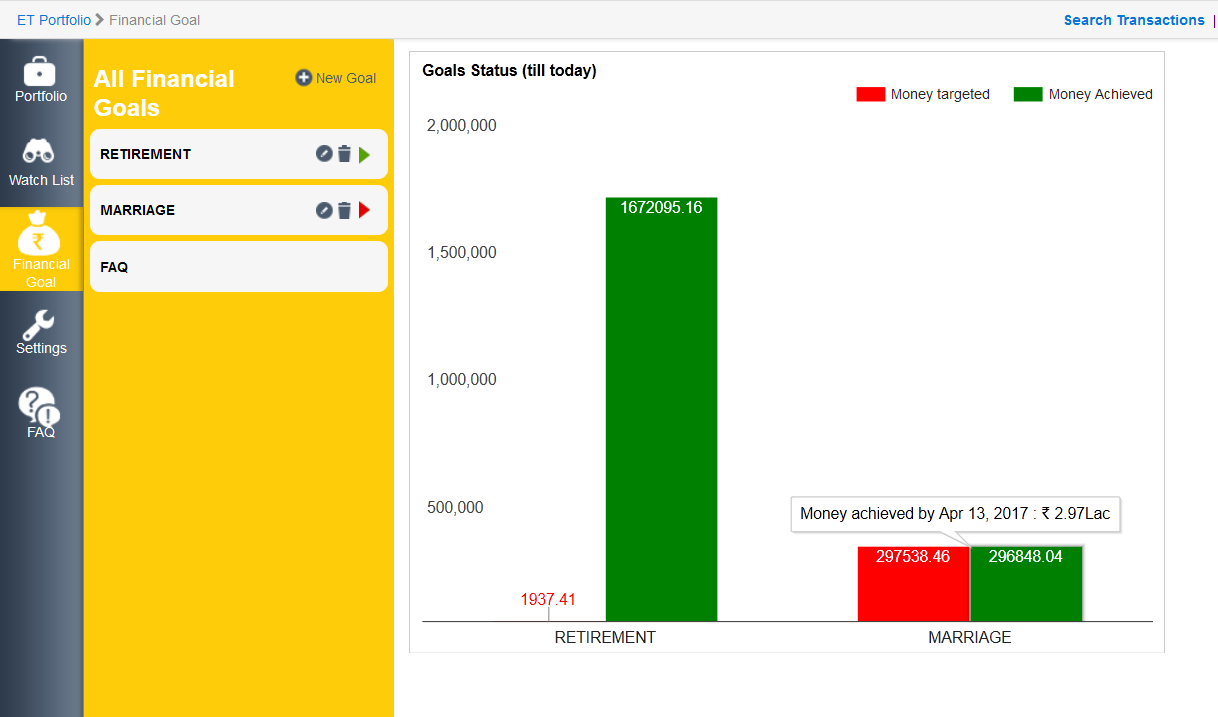 ET Portfolio Financial Goal
Search Transactions |
Portfolio
Watch List
Financial
Goal
Settings
FAQ
All Financial
Goals
New Goal
RETIREMENT
MARRIAGE
FAQ
Goals Status (till today)
Money targeted Money Achieved
2,000,000
1,500,000
1,000,000
500,000
1672095.16
1937.41
Money achieved by Apr 13, 2017 : ₹ 2.97Lac
297538.46 296848.04
RETIREMENT MARRIAGE